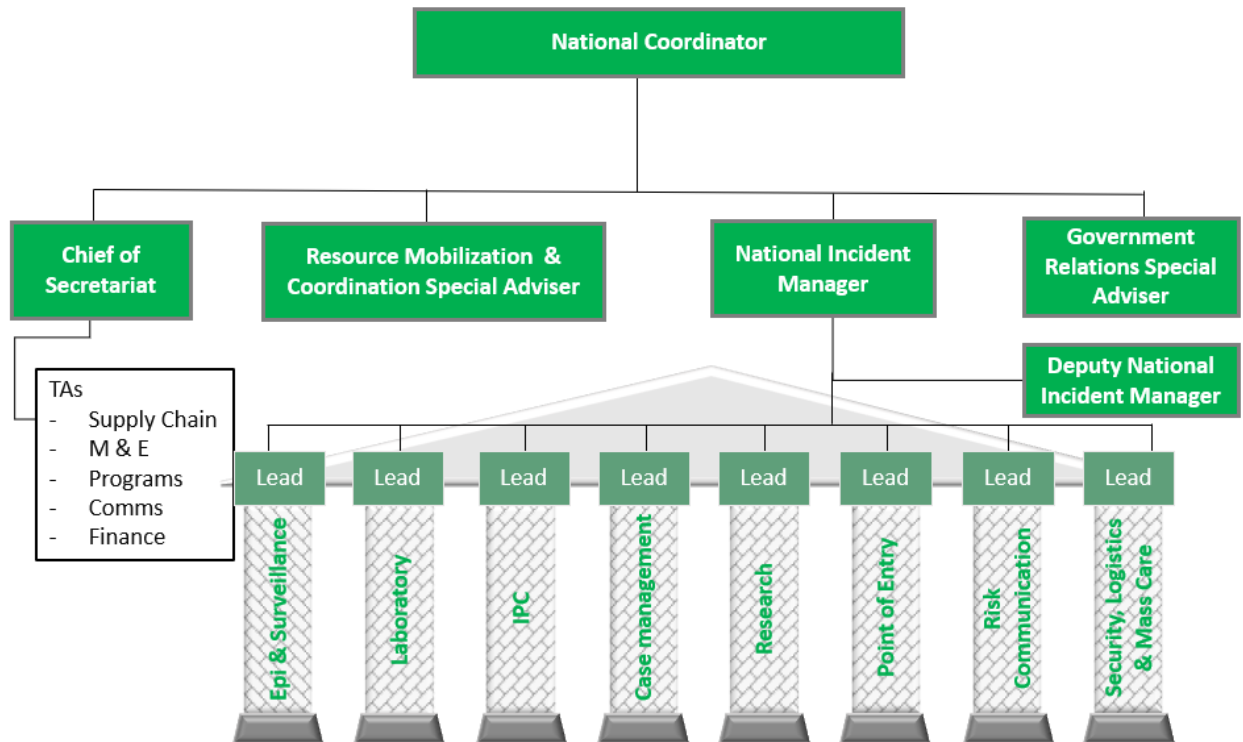 National Coordinator
Chief of
Secretariat
Resource Mobilization &
Coordination Special Adviser
National Incident
Manager
Government
Relations Special
Adviser
Deputy National
Incident Manager
TAs
- Supply Chain
- M & E
- Programs
- Comms
- Finance
Lead
Lead
Lead
Lead
Lead
Lead
Lead
Lead
Epi & Surveillance
Laboratory
IPC
Case management
Research
Point of Entry
Risk
Communication
Security, Logistics
& Mass Care